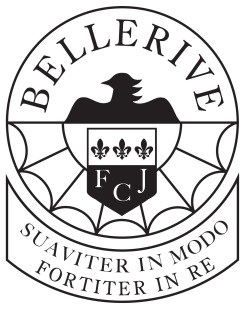 BELLERIVE
F C J
SUAVITER IN MODO
FORTITER IN RE